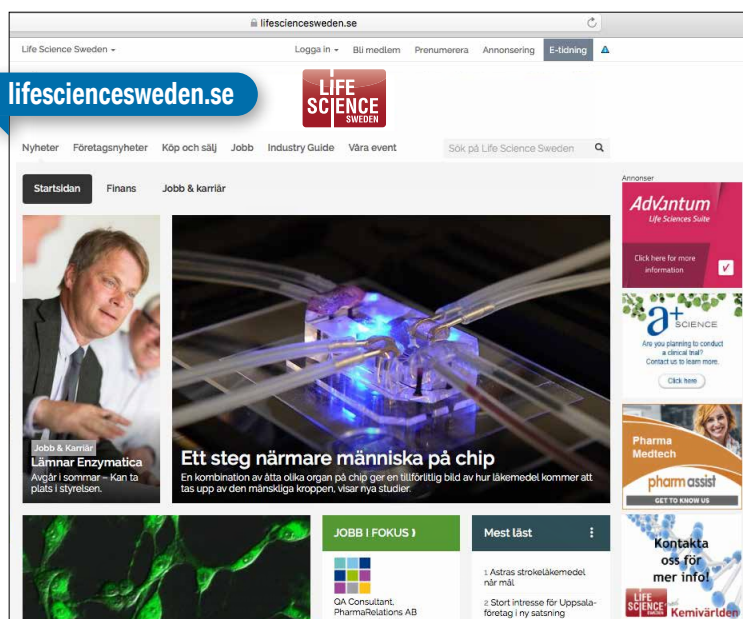 lifesciencesweden.se
Life Science Sweden
Logga in
Bli medlem
Prenumerera
Annonsering
E-tidning
lifesciencesweden.se
LIFE
SCIENCE
SWEDEN
Nyheter
Företagsnyheter
Köp och sälj
Jobb
Industry Guide
Våra event
Sök på Life Science Sweden
Startsidan
Finans
Jobb & karriär
Jobb & Karriär
Lämnar Enzymatica
Avgår i sommar – Kan ta
plats i styrelsen.
Ett steg närmare människa på chip
En kombination av åtta olika organ på chip ger en tillförlitlig bild av hur läkemedel kommer att
tas upp av den mänskliga kroppen, visar nya studier.
JOBB I FOKUS
QA Consultant,
PharmaRelations AB
Mest läst
1 Astras strokeläkemedel
når mål
2 Stort intresse för Uppsala-
företag i ny satsning
Annonser
Advantum
Life Sciences Suite
Click here for more
information
a+
SCIENCE
Are you planning to conduct
a clinical trial?
Contact us to learn more.
Click here
Pharma
Medtech
pharm assist
GET TO KNOW US
Kontakta
oss för
mer info!
LIFE
SCIENCE
Kemivärlden